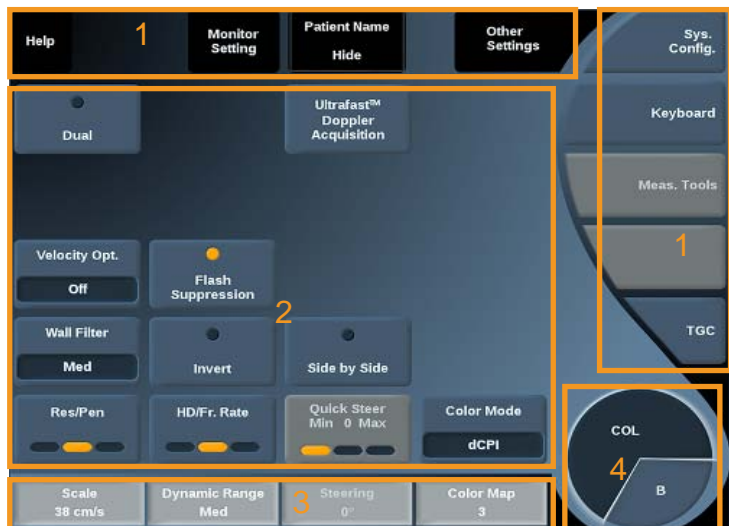 Help
1
Monitor
Setting
Patient Name
Hide
Other
Settings
Sys.
Config.
Dual
Ultrafast™
Doppler
Acquisition
Keyboard
Meas. Tools
1
TGC
Velocity Opt.
Off
Flash
Suppression
2
Wall Filter
Med
Invert
Side by Side
Res/Pen
HD/Fr. Rate
Quick Steer
Min 0 Max
Color Mode
dCPI
COL
4
B
Scale
38 cm/s
Dynamic Range
Med
3
Steering
0°
Color Map
3